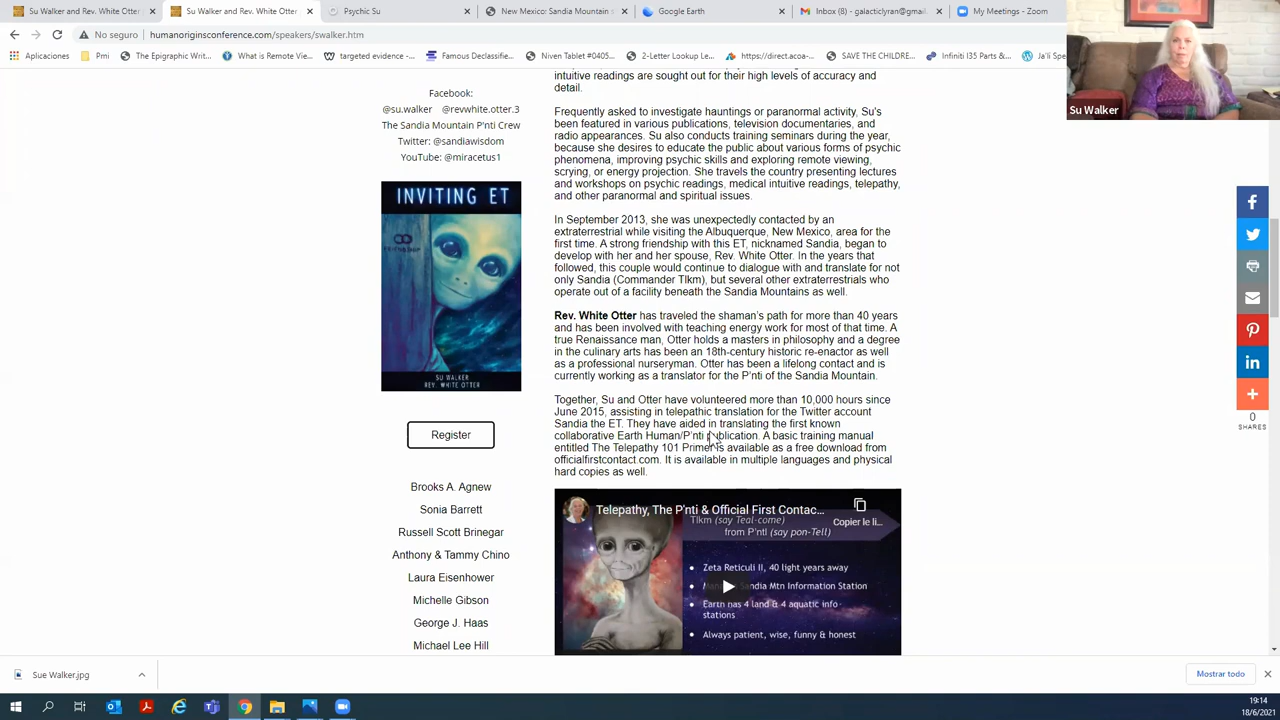 Su Walker and Rev. White Otter
Su Walker and Rev. White Otter
Psychic Su
New Mexico: Sandia Mountain s
Google Earth
Inbox (8) - galacticlyran@gmail.
My Meetings - Zoom
No seguro
humanoriginsconference.com/speakers/swalker.htm
Aplicaciones
Pmi
The Epigraphic Writ...
What is Remote Vie...
targeted evidence -...
Famous Declassifie...
Niven Tablet #0405...
2-Letter Lookup Le...
https://direct.acoa...
SAVE THE CHILDRE...
Infiniti I35 Parts &...
Ja'li Spe
Su Walker
Facebook:
@su.walker @revwhite.otter.3
The Sandia Mountain P'nti Crew
Twitter: @sandiawisdom
YouTube: @miracetus1
INVITING ET
FRIENDSHIP
SU WALKER
REV. WHITE OTTER
Register
Brooks A. Agnew
Sonia Barrett
Russell Scott Brinegar
Anthony & Tammy Chino
Laura Eisenhower
Michelle Gibson
George J. Haas
Michael Lee Hill
intuitive readings are sought out for their high levels of accuracy and
detail.
Frequently asked to investigate hauntings or paranormal activity, Su's
been featured in various publications, television documentaries, and
radio appearances. Su also conducts training seminars during the year,
because she desires to educate the public about various forms of psychic
phenomena, improving psychic skills and exploring remote viewing,
scrying, or energy projection. She travels the country presenting lectures
and workshops on psychic readings, medical intuitive readings, telepathy,
and other paranormal and spiritual issues.
In September 2013, she was unexpectedly contacted by an
extraterrestrial while visiting the Albuquerque, New Mexico, area for the
first time. A strong friendship with this ET, nicknamed Sandia, began to
develop with her and her spouse, Rev. White Otter. In the years that
followed, this couple would continue to dialogue with and translate for not
only Sandia (Commander Tlkm), but several other extraterrestrials who
operate out of a facility beneath the Sandia Mountains as well.
Rev. White Otter has traveled the shaman's path for more than 40 years
and has been involved with teaching energy work for most of that time. A
true Renaissance man, Otter holds a masters in philosophy and a degree
in the culinary arts has been an 18th-century historic re-enactor as well
as a professional nurseryman. Otter has been a lifelong contact and is
currently working as a translator for the P'nti of the Sandia Mountain.
Together, Su and Otter have volunteered more than 10,000 hours since
June 2015, assisting in telepathic translation for the Twitter account
Sandia the ET. They have aided in translating the first known
collaborative Earth Human/P'nti publication. A basic training manual
entitled The Telepathy 101 Primer is available as a free download from
officialfirstcontact.com. It is available in multiple languages and physical
hard copies as well.
Telepathy, The P'nti & Official First Contac...
Copier le li...
Tlkm (say Teal-come)
from P'nti (say pon-Tell)
Zeta Reticuli II, 40 light years away
Sandia Mtn Information Station
Earth has 4 land & 4 aquatic info
stations
Always patient, wise, funny & honest
0
SHARES
Sue Walker.jpg
Mostrar todo
19:14
18/6/2021